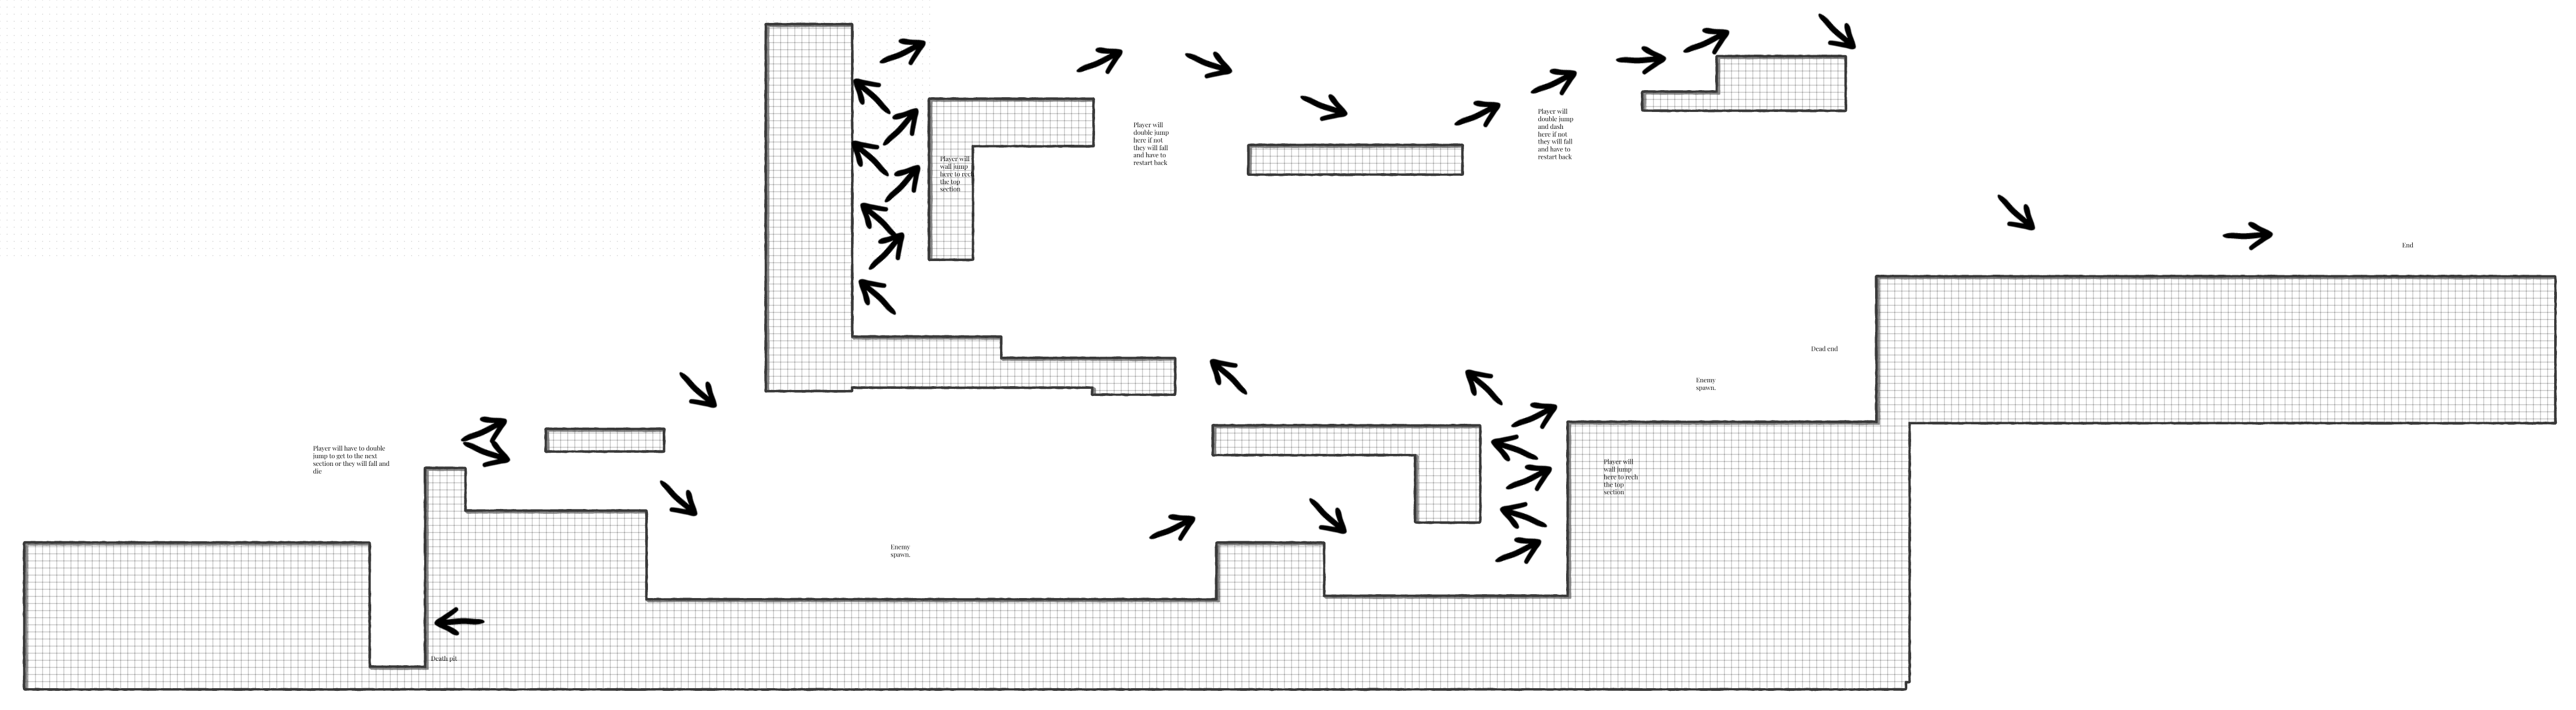 Player will
double jump
here if not
they will fall
and have to
restart back
Player will
double jump
and dash
here if not
they will fall
and have to
restart back
Player will
wall jump
here to rech
the top
section
End
Dead end
Enemy
spawn.
Player will have to double
jump to get to the next
section or they will fall and
die
Player will
wall jump
here to rech
the top
section
Enemy
spawn.
Death pit